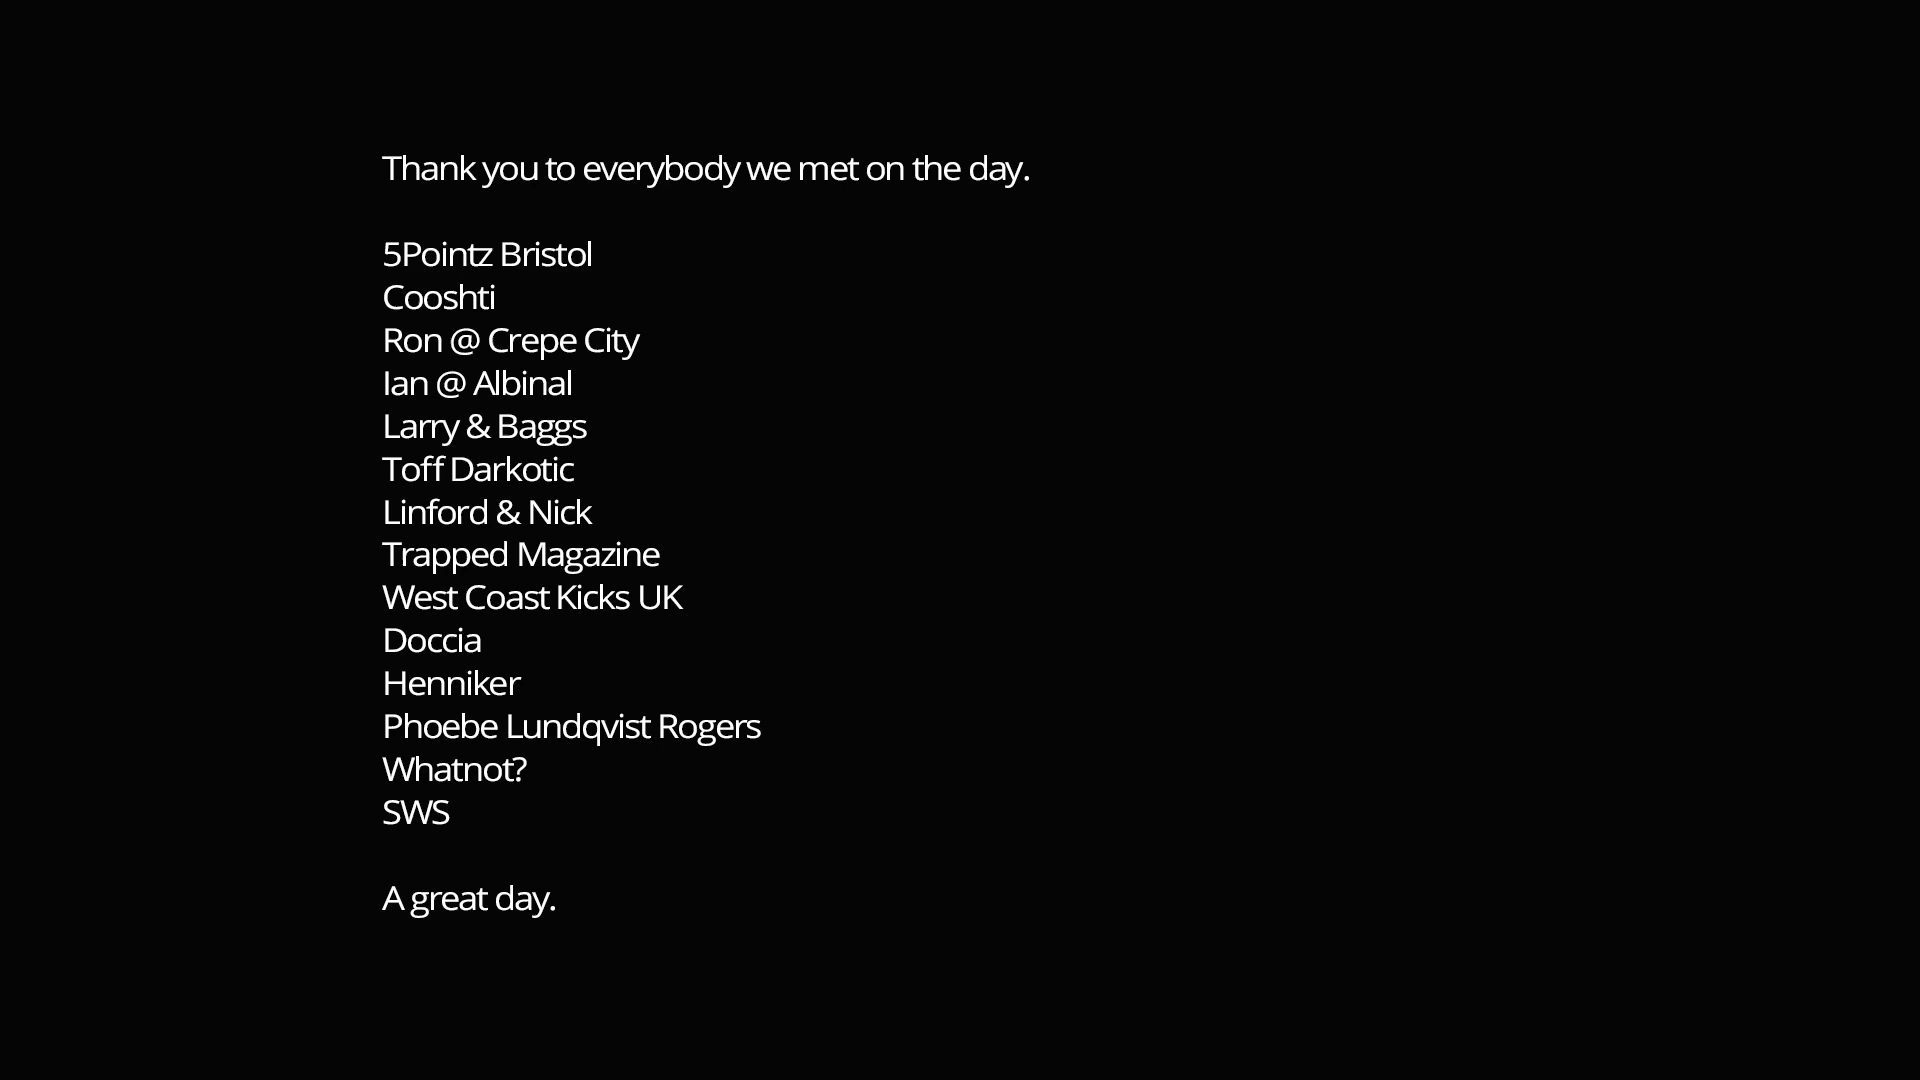 Thank you to everybody we met on the day.
5Pointz Bristol
Cooshti
Ron @ Crepe City
Ian @ Albinal
Larry & Baggs
Toff Darkotic
Linford & Nick
Trapped Magazine
West Coast Kicks UK
Doccia
Henniker
Phoebe Lundqvist Rogers
Whatnot?
SWS
A great day.